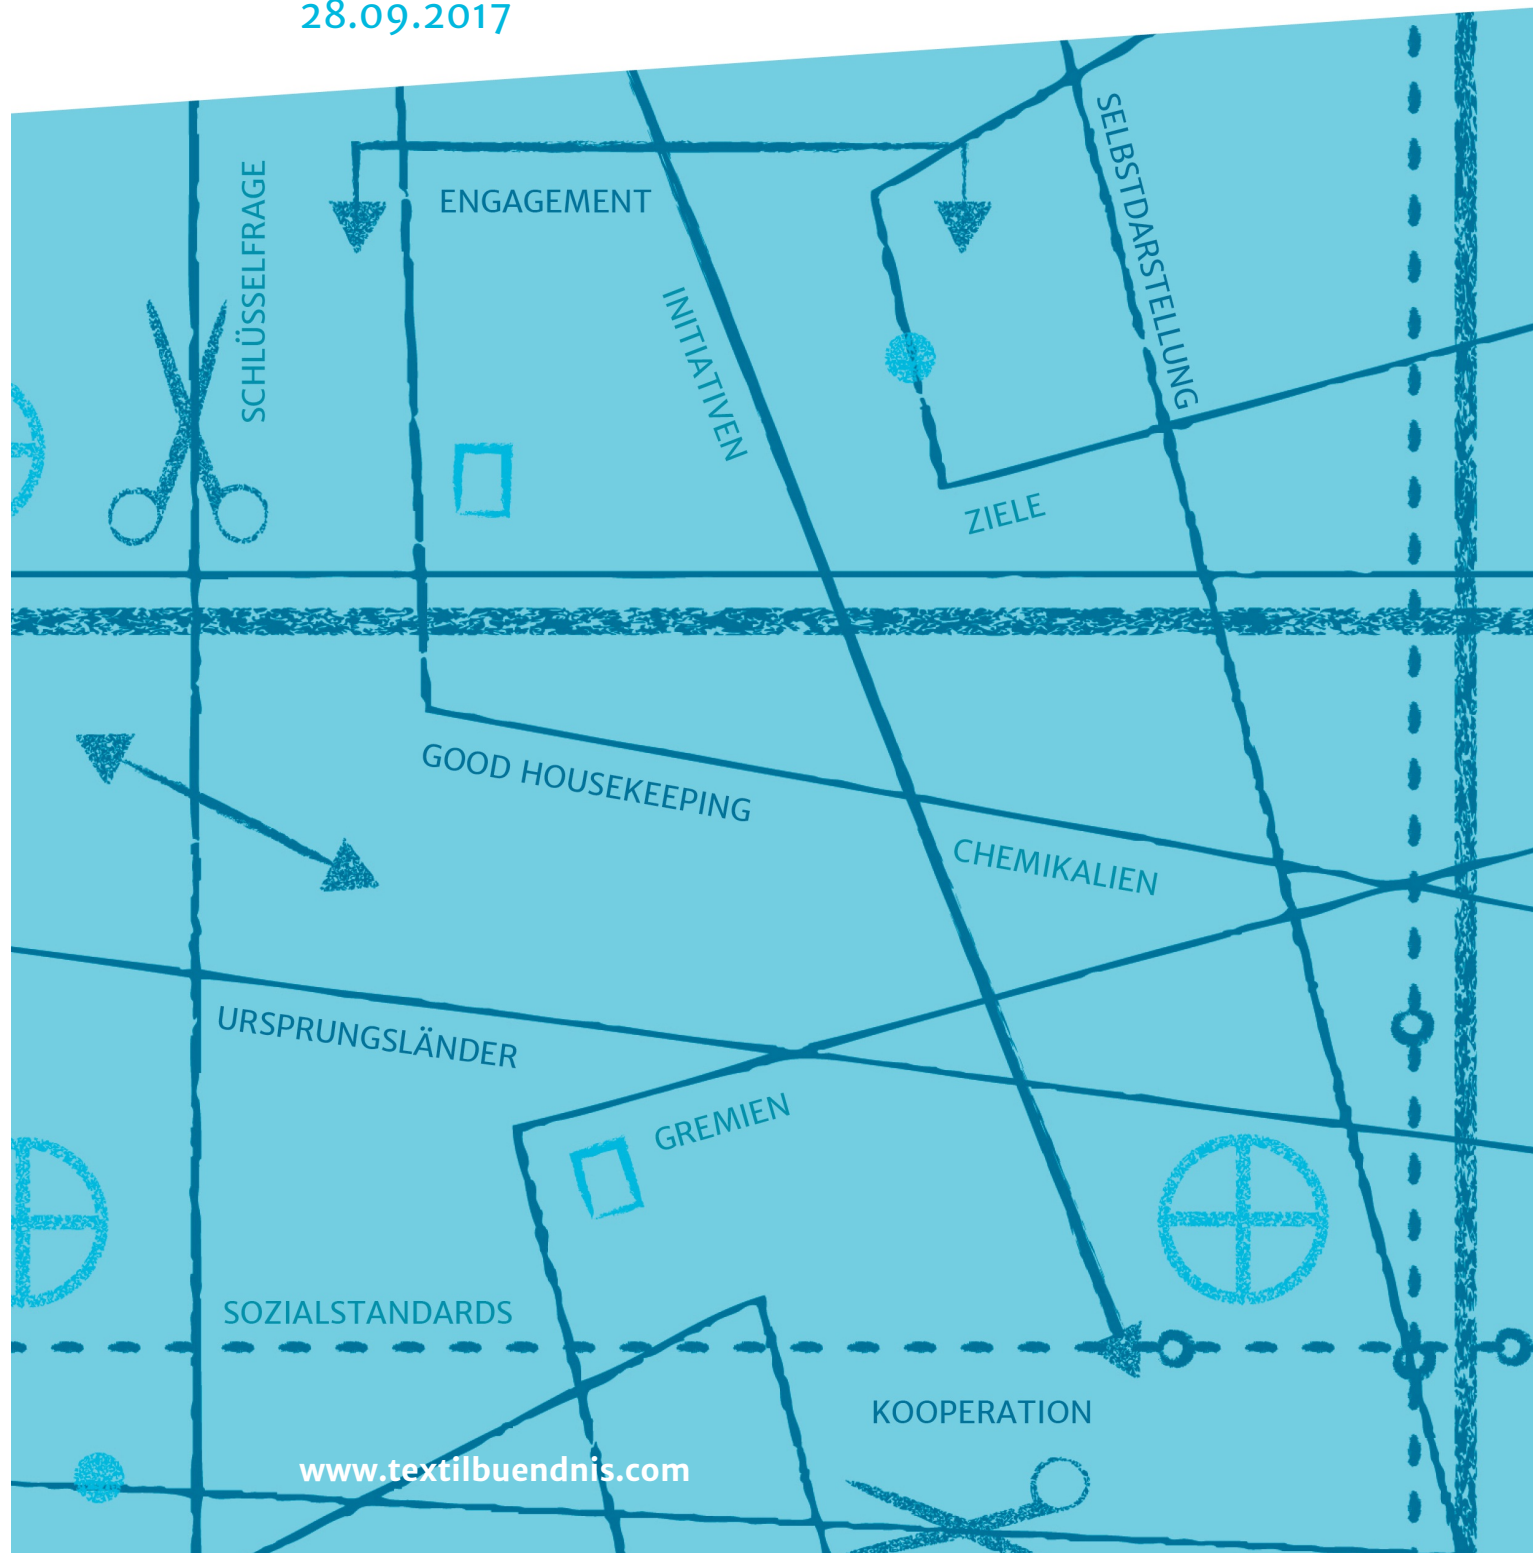 28.09.2017
SELBSTDARSTELLUNG
SCHLÜSSELFRAGE
ENGAGEMENT
INITIATIVEN
ZIELE
GOOD HOUSEKEEPING
CHEMIKALIEN
URSPRUNGSLÄNDER
GREMIEN
SOZIALSTANDARDS
KOOPERATION
www.textilbuendnis.com